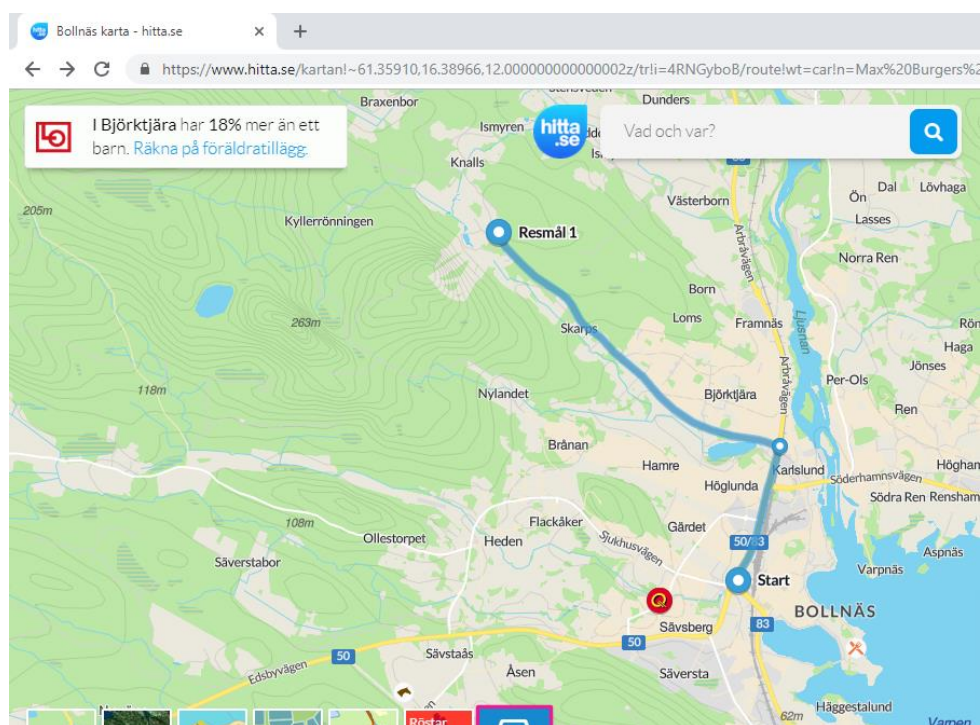 Bollnäs karta - hitta.se
https://www.hitta.se/kartan!~61.35910,16.38966,12.000000000000002z/tr!i=4RNGyboB/route!wt=car!n=Max%20Burgers%2
Braxenbor
Dunders
I Björktjära har 18% mer än ett
barn. Räkna på föräldratillägg.
LO
Ismyren
hitta
.se
Vad och var?
Knalls
Dal
Lövhaga
Ön
Västerborn
Lasses
205m
Kyllerrönningen
Resmål 1
Arbråvägen
Norra Ren
Born
Ljusnan
263m
Skarps
Loms
Framnäs
Haga
Jönses
Arbråvägen
118m
Nylandet
Björktjära
Per-Ols
Ren
Brånan
Hamre
Karlslund
Höglunda
Söderhamnsvägen
Södra Ren
Rensham
108m
Flackåker
Gärdet
Ollestorpet
Heden
Sjukhusvägen
50/83
Aspnäs
Säverstabor
Varpnäs
Start
Q
BOLLNÄS
Sävsberg
83
50
50
Sävstaås
Edsbyvägen
Åsen
Säversta
Häggestalund
Röstar
62m
Varpen